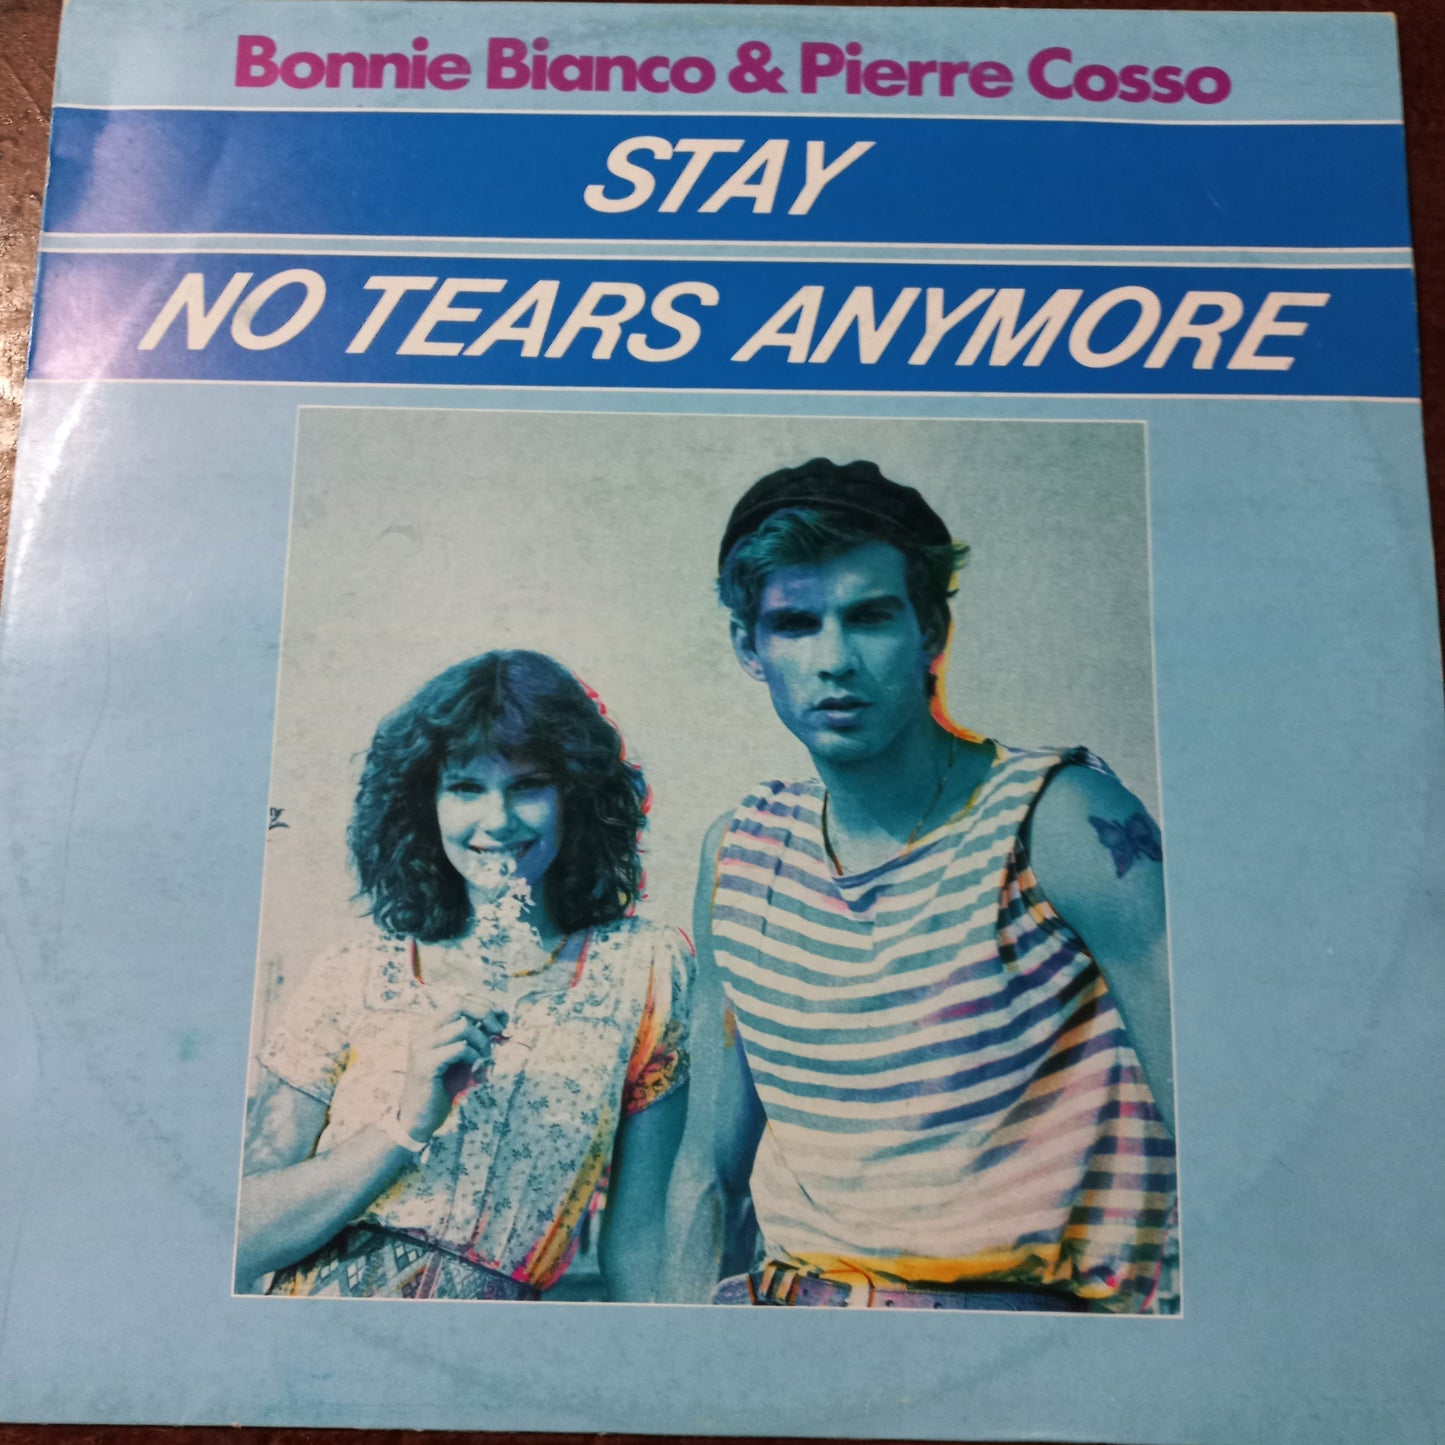 Bonnie Bianco & Pierre Cosso
STAY
NO TEARS ANYMORE